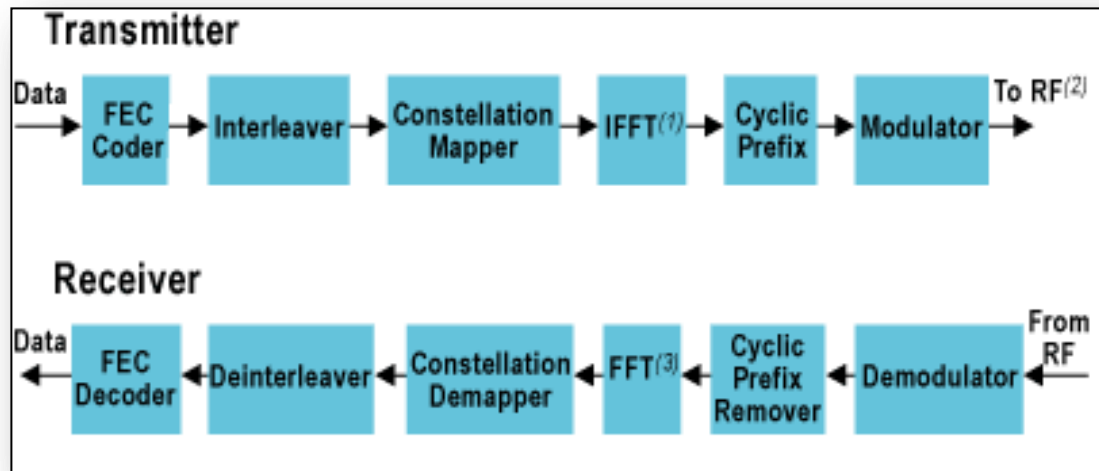 Transmitter
Data
FEC
Coder
Interleaver
Constellation
Mapper
IFFT(1)
Cyclic
Prefix
Modulator
To RF(2)
Receiver
Data
FEC
Decoder
Deinterleaver
Constellation
Demapper
FFT(3)
Cyclic
Prefix
Remover
Demodulator
From
RF